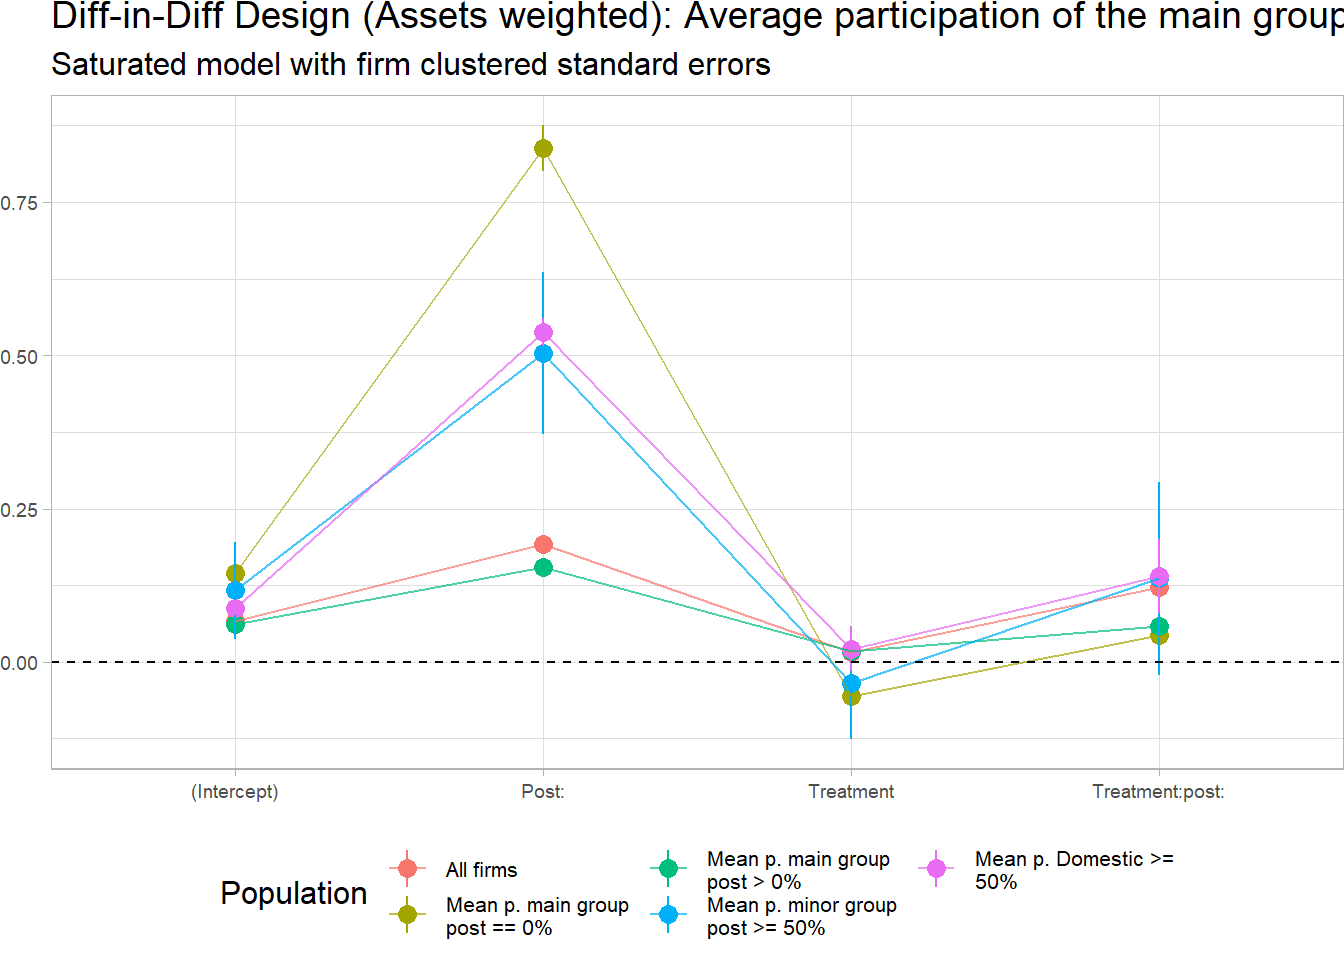 Diff-in-Diff Design (Assets weighted): Average participation of the main group
Saturated model with firm clustered standard errors
0.75
0.50
0.25
0.00
(Intercept)
Post:
Treatment
Treatment:post:
Population
All firms
Mean p. main group
post == 0%
Mean p. main group
post > 0%
Mean p. minor group
post >= 50%
Mean p. Domestic >=
50%